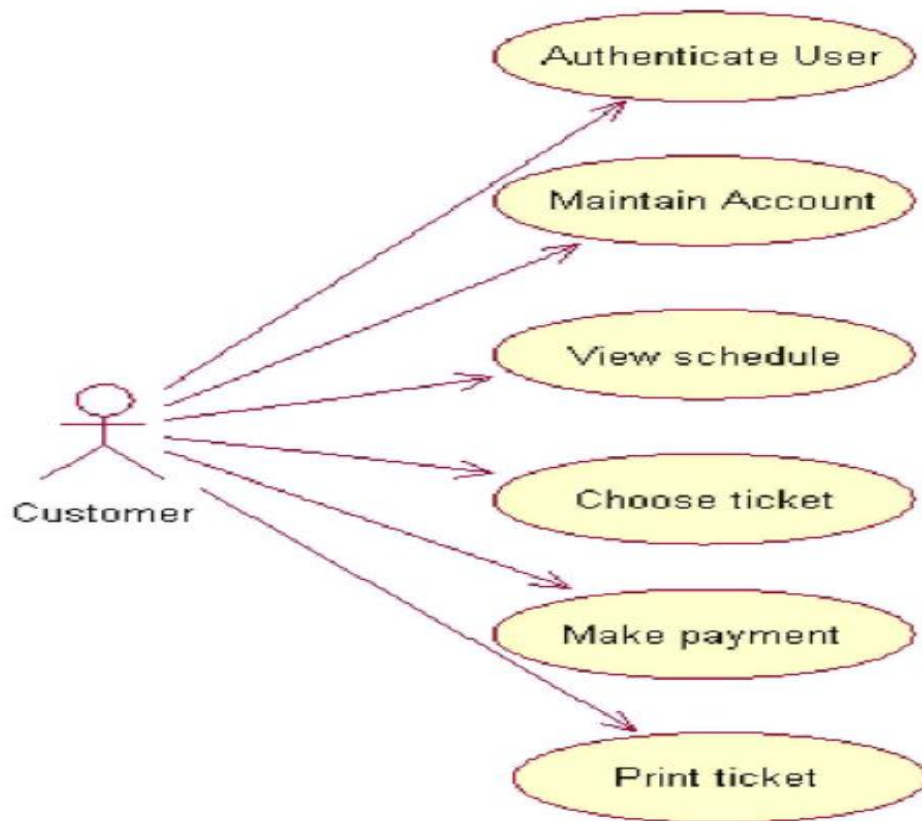 Authenticate User
Maintain Account
View schedule
Choose ticket
Customer
Make payment
Print ticket